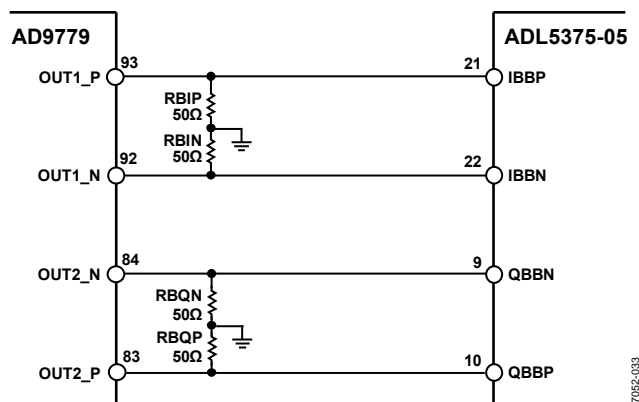 AD9779
ADL5375-05
OUT1_P
93
21
IBBP
RBIP
50Ω
RBIN
50Ω
OUT1_N
92
22
IBBN
OUT2_N
84
9
QBBN
RBQN
50Ω
RBQP
50Ω
OUT2_P
83
10
QBBP
7052-033